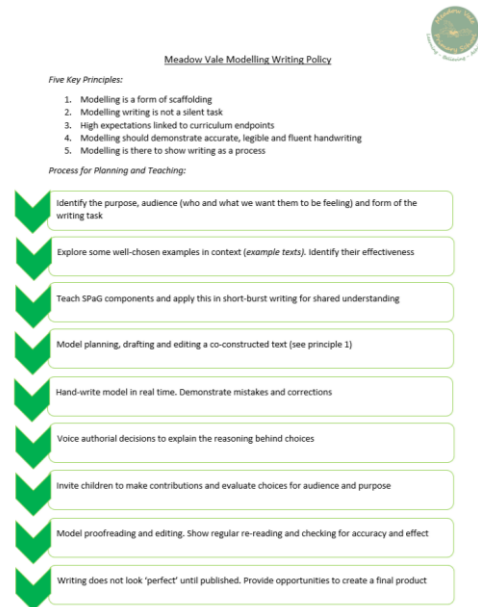 Meadow Vale
Primary School
Meadow Vale Modelling Writing Policy
Five Key Principles:
1. Modelling is a form of scaffolding
2. Modelling writing is not a silent task
3. High expectations linked to curriculum endpoints
4. Modelling should demonstrate accurate, legible and fluent handwriting
5. Modelling is there to show writing as a process
Process for Planning and Teaching:
Identify the purpose, audience (who and what we want them to be feeling) and form of the
writing task
Explore some well-chosen examples in context (example texts). Identify their effectiveness
Teach SPaG components and apply this in short-burst writing for shared understanding
Model planning, drafting and editing a co-constructed text (see principle 1)
Hand-write model in real time. Demonstrate mistakes and corrections
Voice authorial decisions to explain the reasoning behind choices
Invite children to make contributions and evaluate choices for audience and purpose
Model proofreading and editing. Show regular re-reading and checking for accuracy and effect
Writing does not look ‘perfect’ until published. Provide opportunities to create a final product